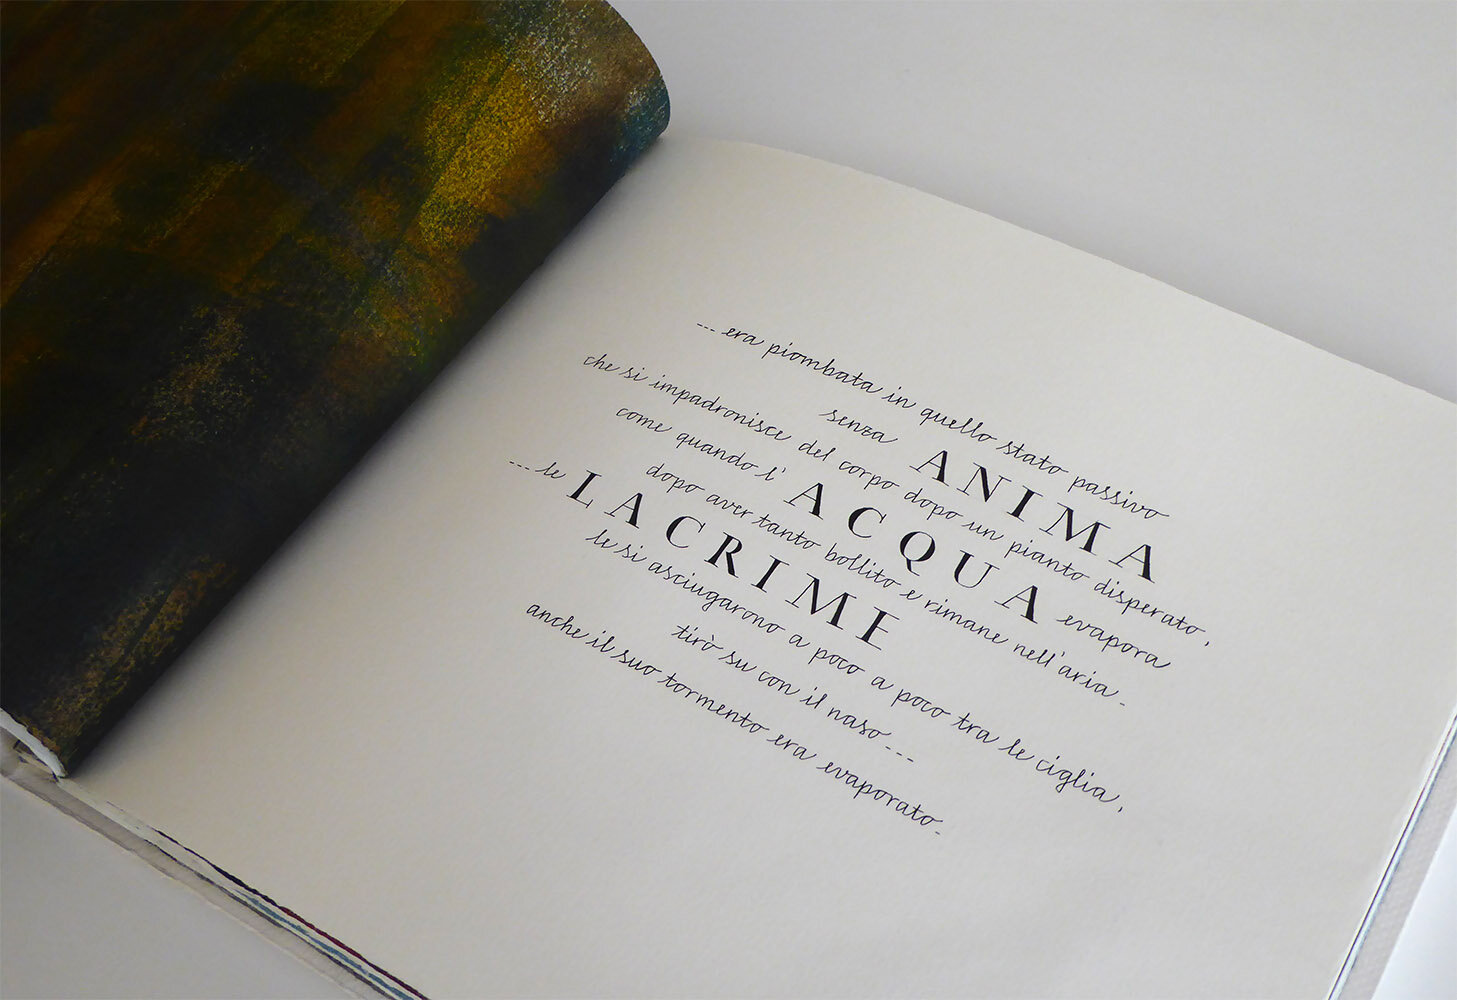 ... era piombata in quello stato passivo
senza ANIMA
che si impadronisce del corpo dopo un pianto disperato,
come quando l'ACQUA evapora
dopo aver tanto bollito e rimane nell'aria.
... le LACRIME
le si asciugarono a poco a poco tra le ciglia,
tirò su con il naso...
anche il suo tormento era evaporato.